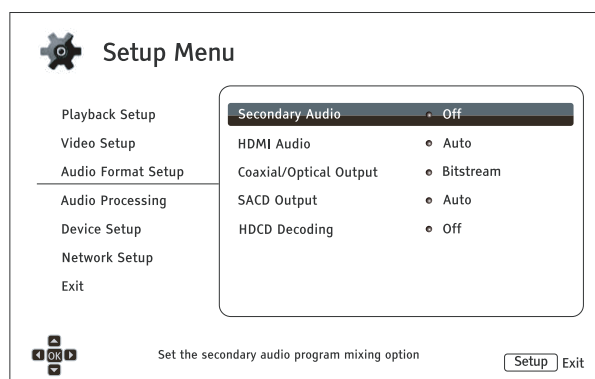 Setup Menu
Playback Setup
Video Setup
Audio Format Setup
Audio Processing
Device Setup
Network Setup
Exit
Secondary Audio Off
HDMI Audio Auto
Coaxial/Optical Output Bitstream
SACD Output Auto
HDCD Decoding Off
OK
Set the secondary audio program mixing option
Setup Exit